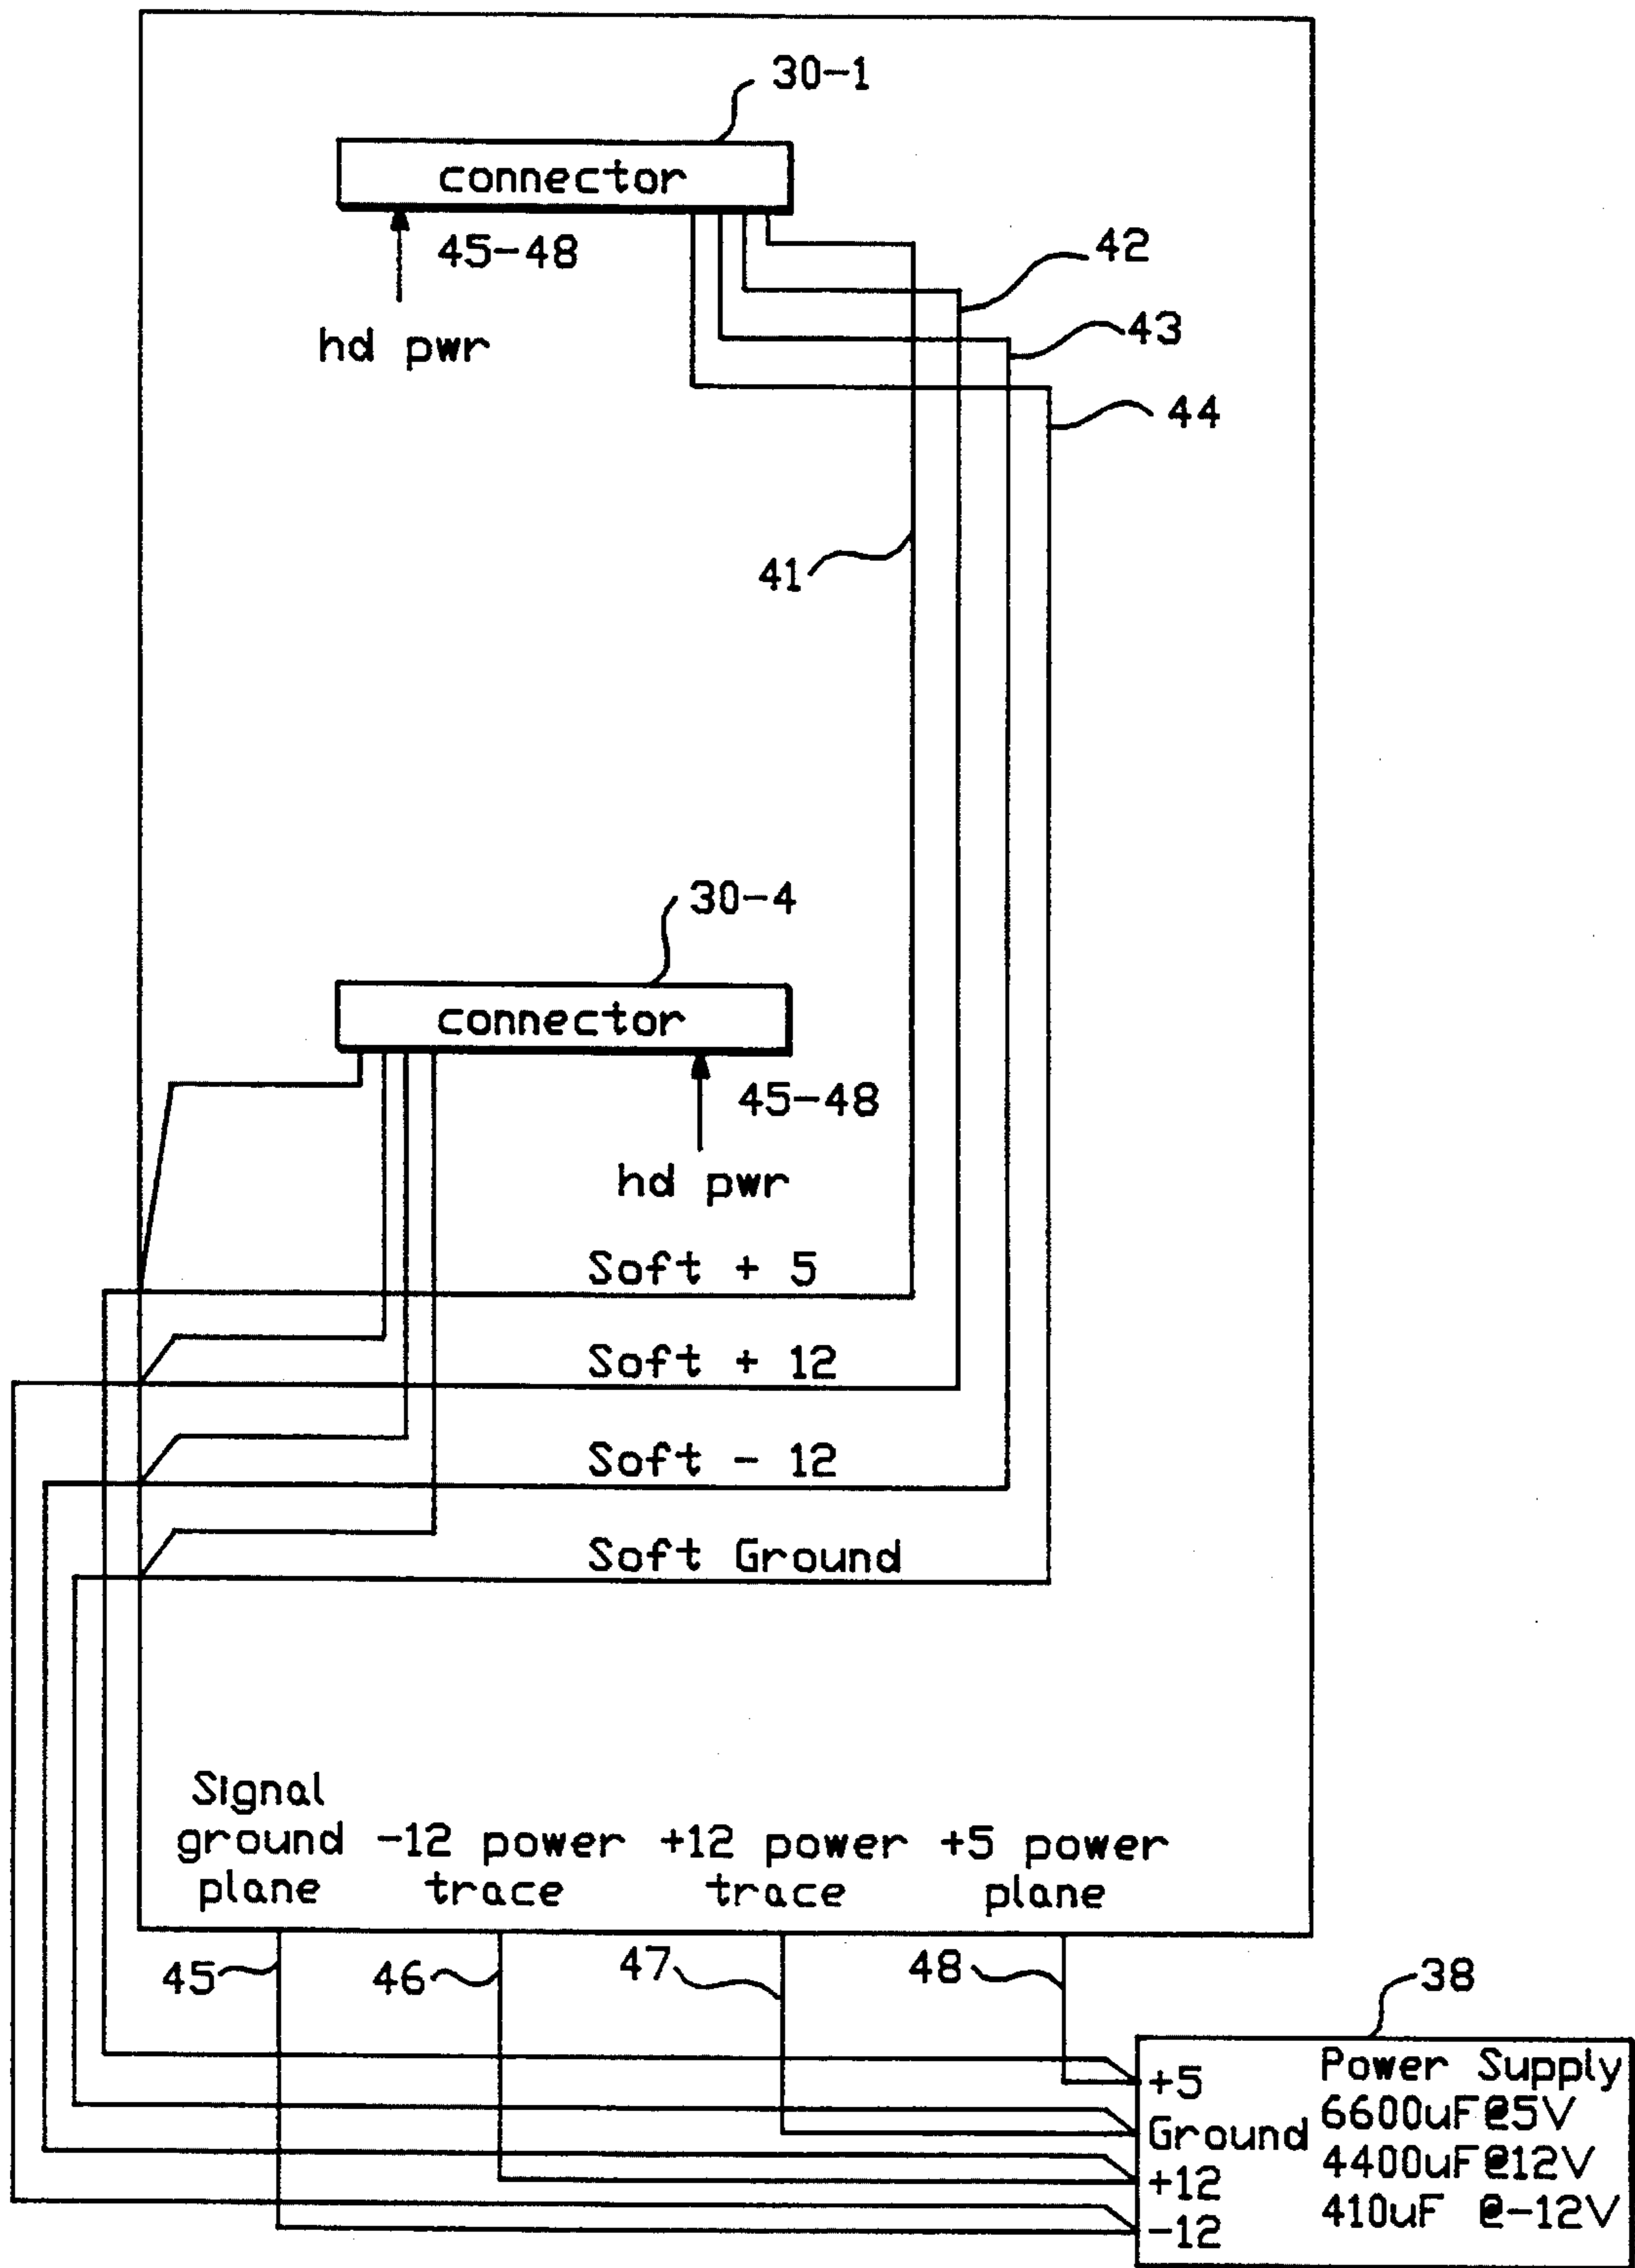 30-1
connector
45-48
hd pwr
42
43
44
41
30-4
connector
45-48
hd pwr
Soft + 5
Soft + 12
Soft - 12
Soft Ground
Signal
ground
plane
-12 power
trace
+12 power
trace
+5 power
plane
45
46
47
48
38
+5
Ground
+12
-12
Power Supply
6600uF@5V
4400uF@12V
410uF @-12V